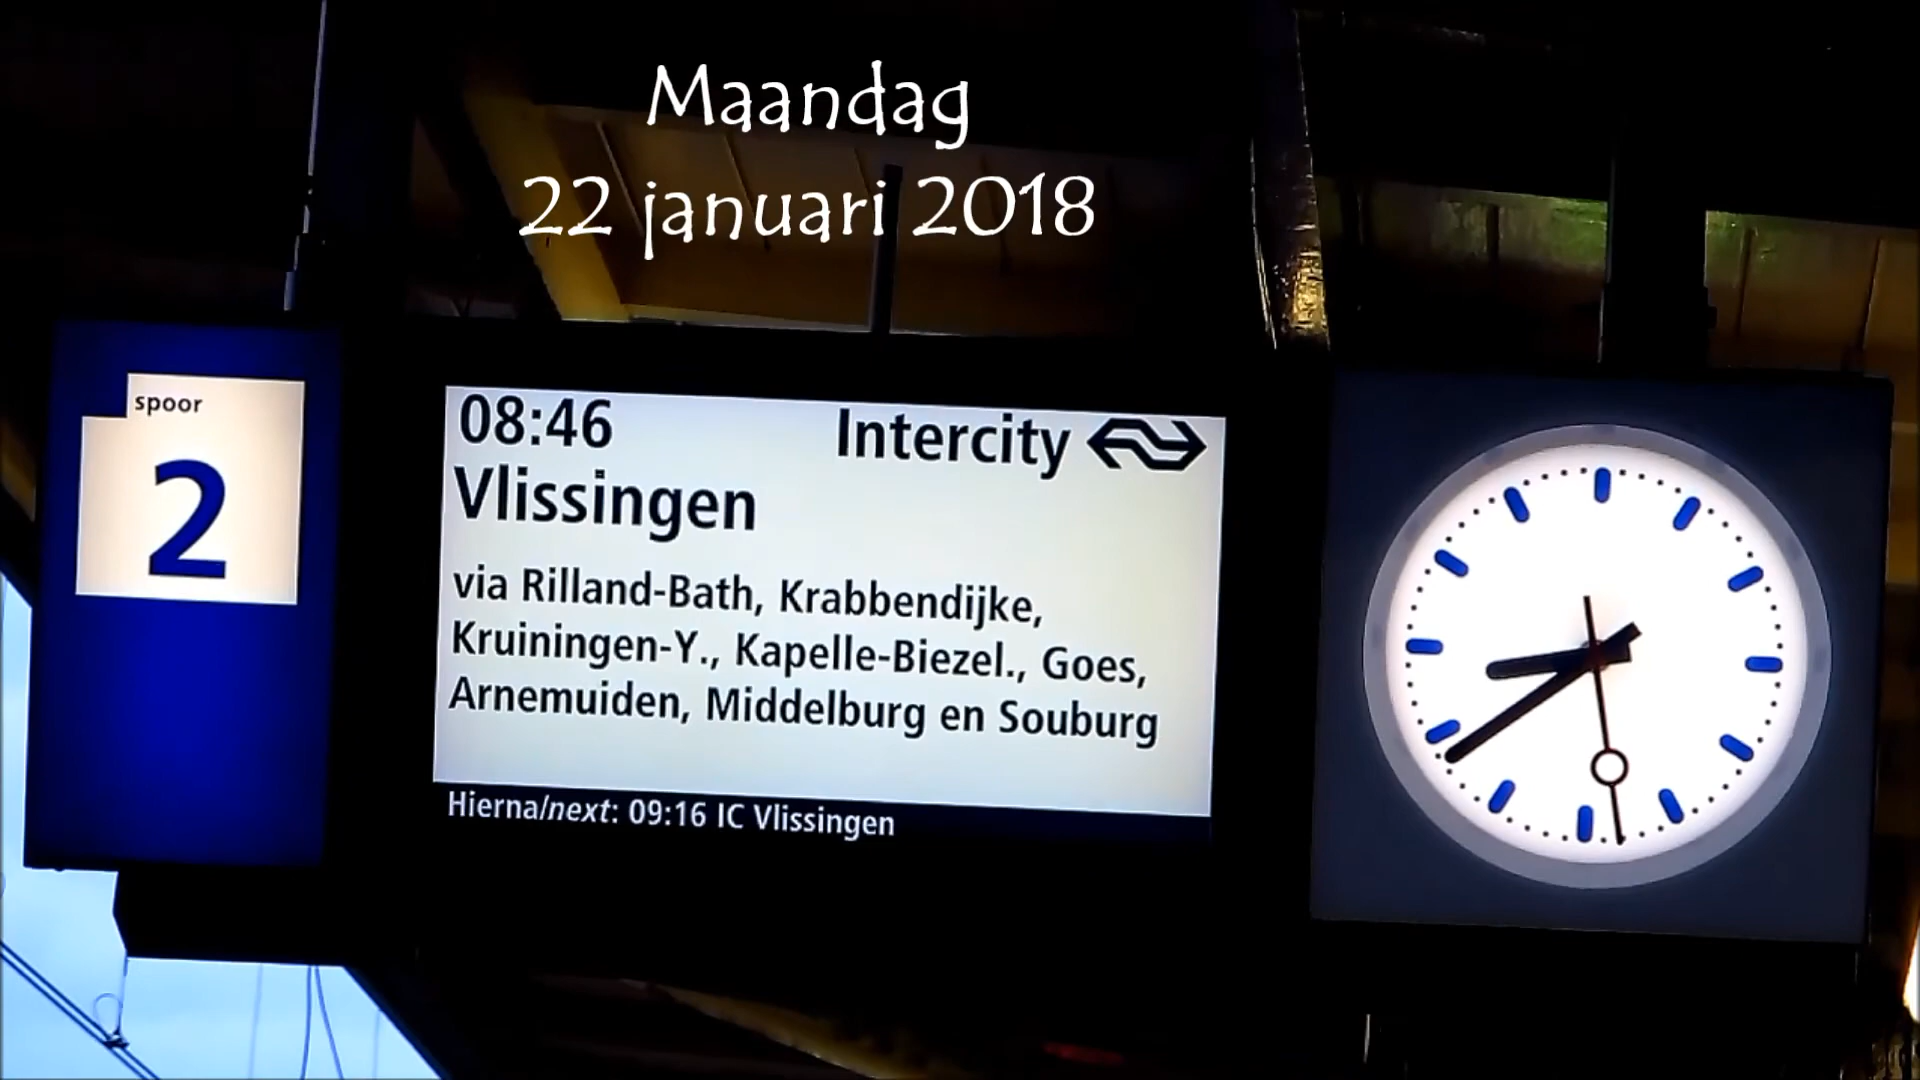 Maandag
22 januari 2018
spoor
2
08:46 Intercity
Vlissingen
via Rilland-Bath, Krabbendijke,
Kruiningen-Y., Kapelle-Biezel., Goes,
Arnemuiden, Middelburg en Souburg
Hierna/next: 09:16 IC Vlissingen